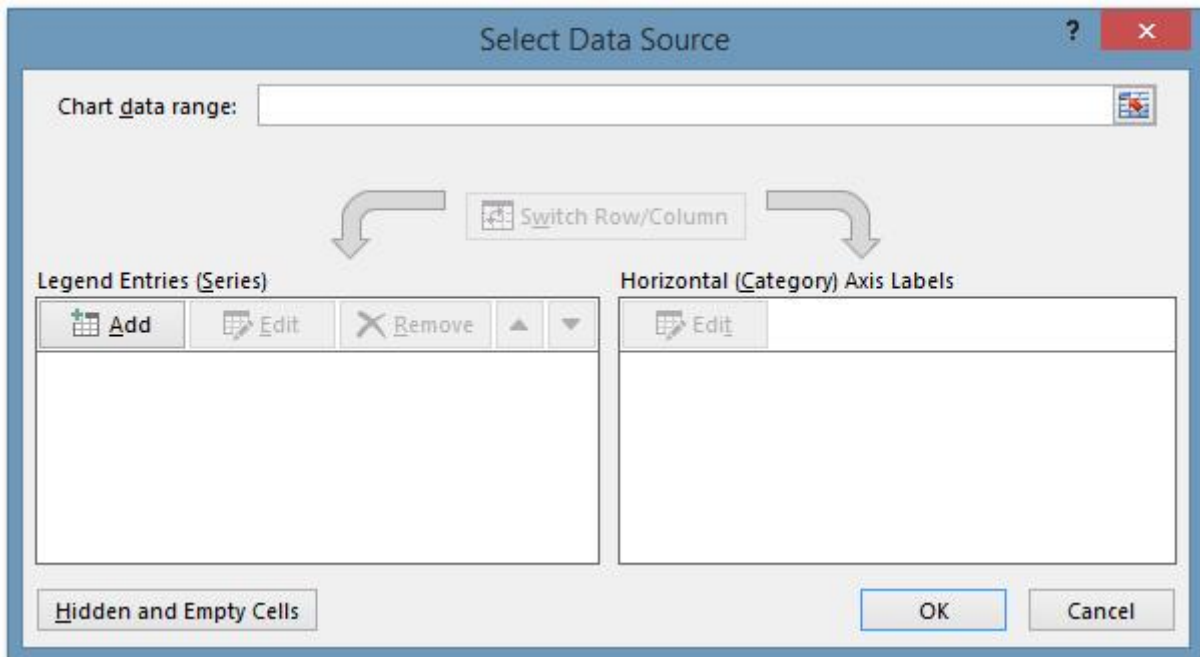 Select Data Source
?
Chart data range:
Switch Row/Column
Legend Entries (Series)
Horizontal (Category) Axis Labels
Add Edit Remove
Edit
Hidden and Empty Cells
OK Cancel